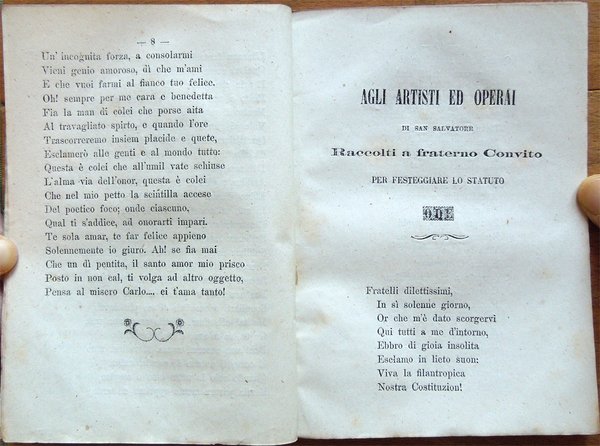 — 8 —
Un' incognita forza, a consolarmi
Vieni genio amoroso, dì che m'ami
E che vuoi farmi al fianco tuo felice.
Oh! sempre per me cara e benedetta
Fia la man di colei che porse aita
Al travagliato spirto, e quando l'ore
Trascorreremo insiem placide e quete,
Esclamerò alle genti e al mondo tutto:
Questa è colei che all'umil vate schiuse
L'alma via dell'onor, questa è colei
Che nel mio petto la scintilla accese
Del poetico foco; onde ciascuno,
Qual ti s'addice, ad onorarti impari.
Te sola amar, te far felice appieno
Solennemente io giuro. Ah! se fia mai
Che un dì pentita, il santo amor mio prisco
Posto in non cal, ti volga ad altro oggetto,
Pensa al misero Carlo..., ei t'ama tanto!
AGLI ARTISTI ED OPERAI
DI SAN SALVATORE
Raccolti a fraterno Convito
PER FESTEGGIARE LO STATUTO
ODE
Fratelli dilettissimi,
In sì solenne giorno,
Or che m'è dato scorgervi
Qui tutti a me d'intorno,
Ebbro di gioia insolita
Esclamo in lieto suon:
Viva la filantropica
Nostra Costituzion!